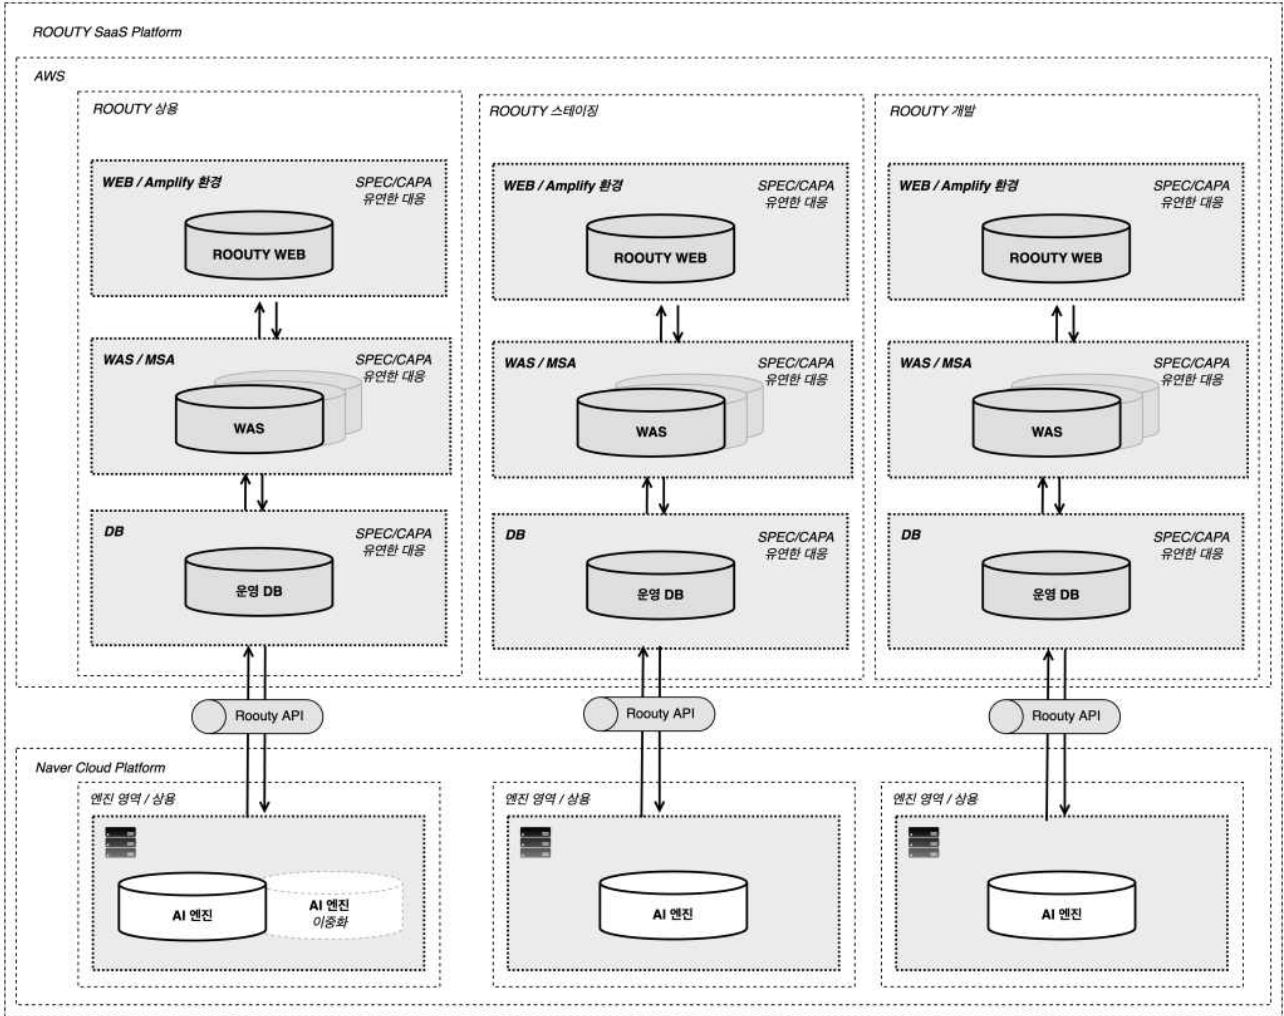 ROOUTY SaaS Platform
AWS
ROOUTY 상용
WEB / Amplify 환경
SPEC/CAPA
유연한 대응
ROOUTY WEB
WAS / MSA
SPEC/CAPA
유연한 대응
WAS
DB
SPEC/CAPA
유연한 대응
운영 DB
Roouty API
ROOUTY 스테이징
WEB / Amplify 환경
SPEC/CAPA
유연한 대응
ROOUTY WEB
WAS / MSA
SPEC/CAPA
유연한 대응
WAS
DB
SPEC/CAPA
유연한 대응
운영 DB
Roouty API
ROOUTY 개발
WEB / Amplify 환경
SPEC/CAPA
유연한 대응
ROOUTY WEB
WAS / MSA
SPEC/CAPA
유연한 대응
WAS
DB
SPEC/CAPA
유연한 대응
운영 DB
Roouty API
Naver Cloud Platform
엔진 영역 / 상용
AI 엔진
AI 엔진
이중화
엔진 영역 / 상용
AI 엔진
엔진 영역 / 상용
AI 엔진